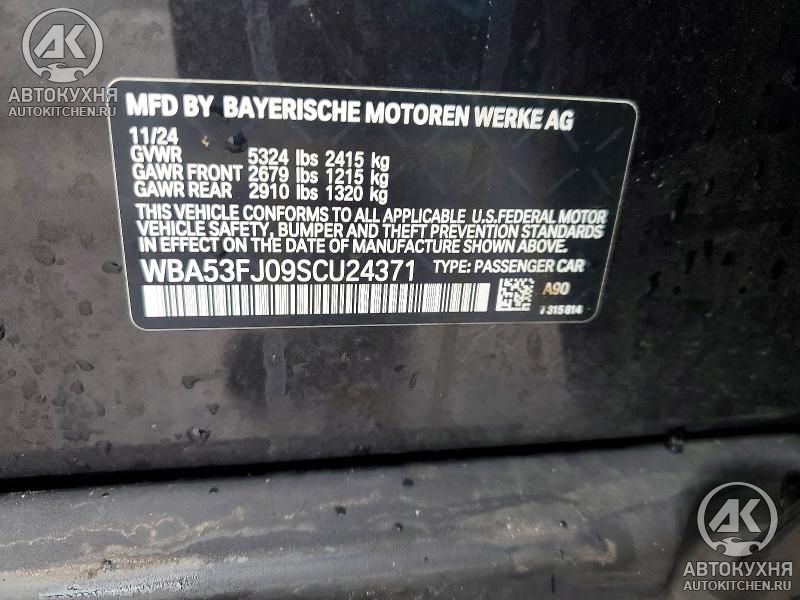 AK
АВТОКУХНЯ
AUTOKITCHEN.RU
MFD BY BAYERISCHE MOTOREN WERKE AG
11/24
GVWR 5324 lbs 2415 kg
GAWR FRONT 2679 lbs 1215 kg
GAWR REAR 2910 lbs 1320 kg
THIS VEHICLE CONFORMS TO ALL APPLICABLE U.S.FEDERAL MOTOR
VEHICLE SAFETY, BUMPER AND THEFT PREVENTION STANDARDS
IN EFFECT ON THE DATE OF MANUFACTURE SHOWN ABOVE.
WBA53FJ09SCU24371 TYPE: PASSENGER CAR
A90
7315814
AK
АВТОКУХНЯ
AUTOKITCHEN.RU